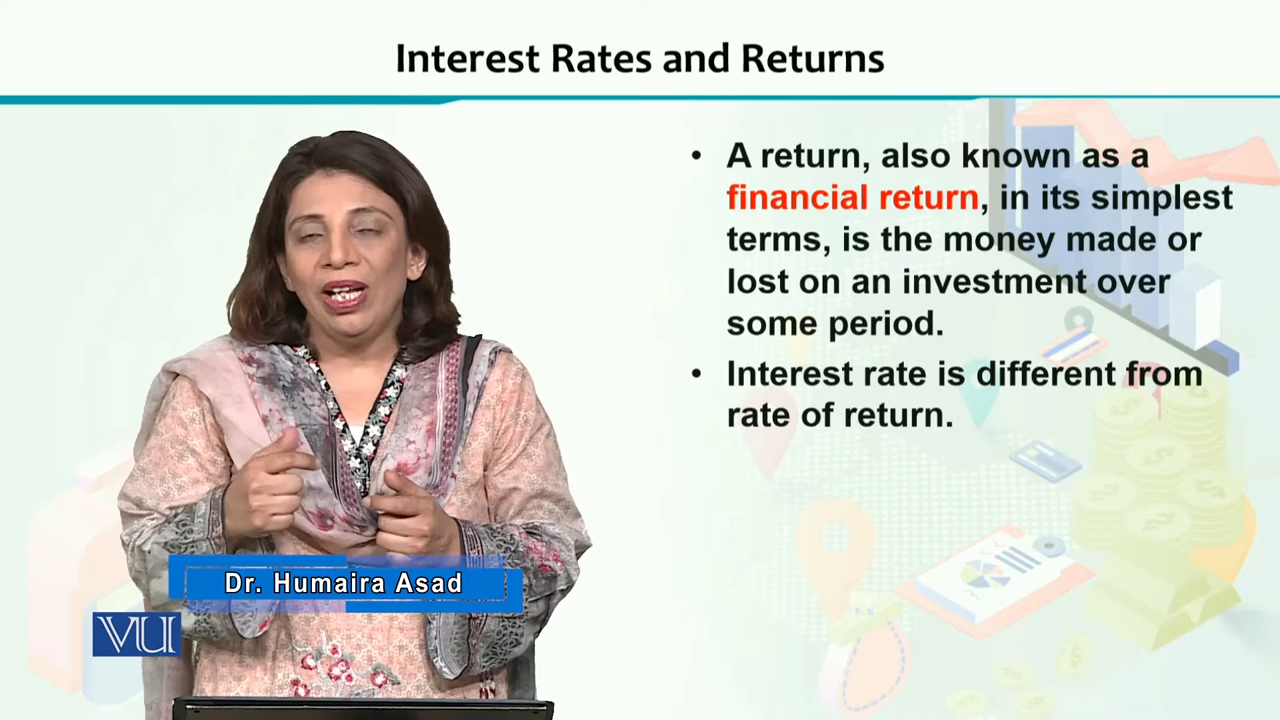 Interest Rates and Returns
• A return, also known as a
financial return, in its simplest
terms, is the money made or
lost on an investment over
some period.
• Interest rate is different from
rate of return.
Dr. Humaira Asad
VU